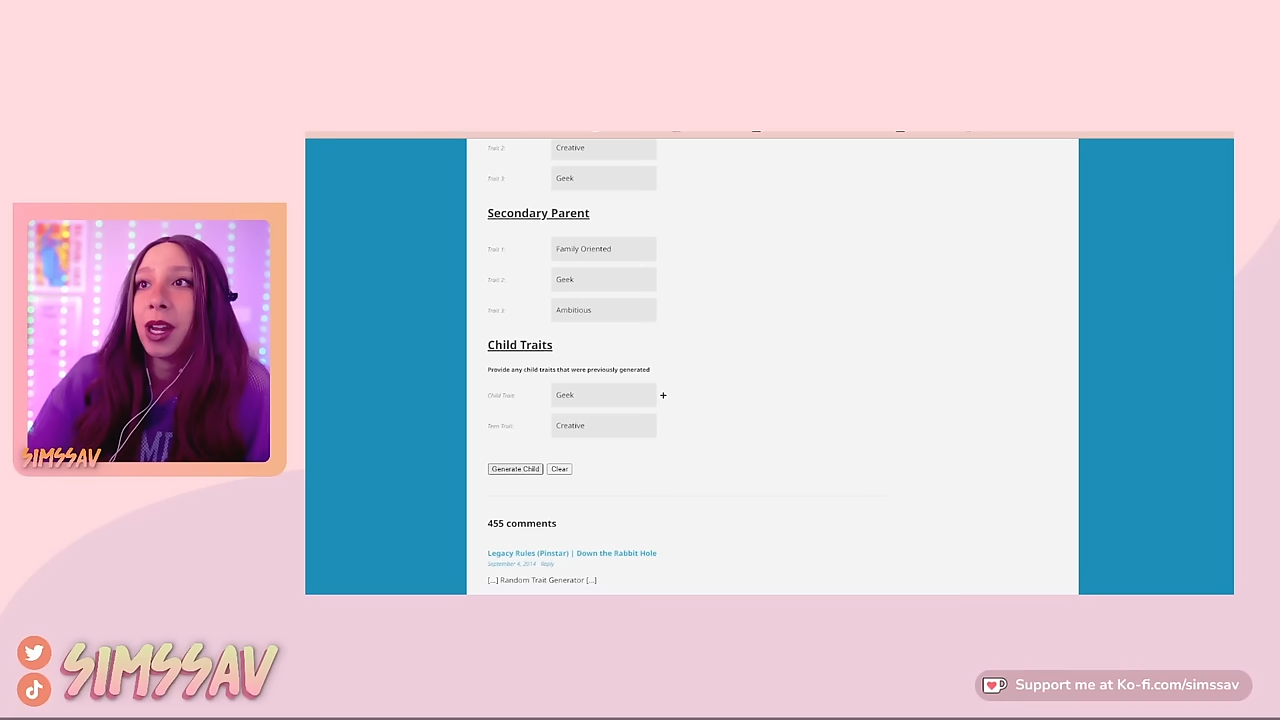 Trait 2: Creative
Trait 3: Geek
Secondary Parent
Trait 1: Family Oriented
Trait 2: Geek
Trait 3: Ambitious
Child Traits
Provide any child traits that were previously generated
Child Trait: Geek
Teen Trait: Creative
Generate Child Clear
455 comments
Legacy Rules (Pinstar) | Down the Rabbit Hole
September 4, 2014 Reply
[...] Random Trait Generator [...]
SIMSSAV
SIMSSAV
Support me at Ko-fi.com/simssav